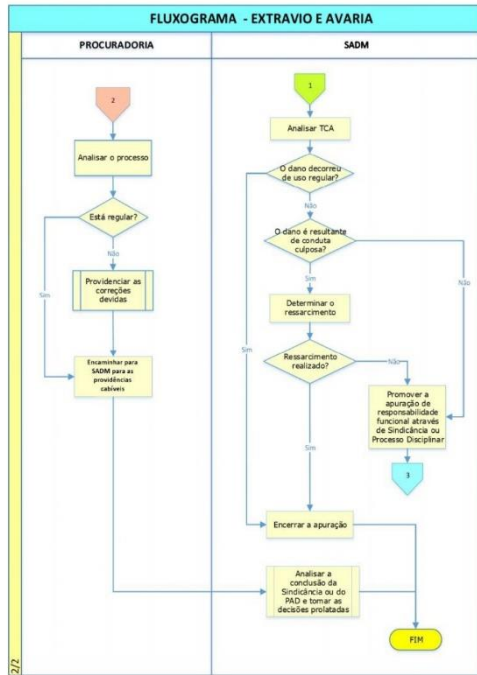 FLUXOGRAMA - EXTRAVIO E AVARIA
PROCURADORIA
SADM
2
Analisar o processo
Está regular?
Sim
Não
Providenciar as
correções
devidas
Encaminhar para
SADM para as
providências
cabíveis
1
Analisar TCA
O dano decorreu
de uso regular?
Não
O dano é resultante
de conduta
culposa?
Sim
Não
Determinar o
ressarcimento
Sim
Ressarcimento
realizado?
Não
Promover a
apuração de
responsabilidade
funcional através
de Sindicância ou
Processo Disciplinar
3
Sim
Encerrar a apuração
Analisar a
conclusão da
Sindicância ou do
PAD e tomar as
decisões prolatadas
FIM
2/2